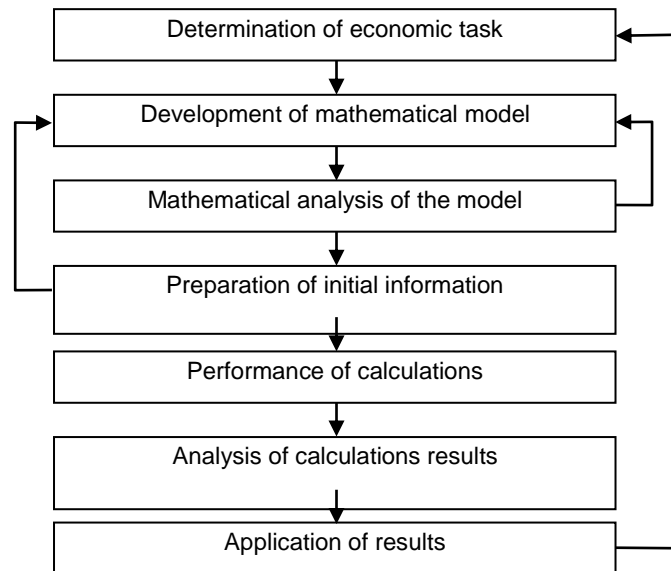 Determination of economic task
Development of mathematical model
Mathematical analysis of the model
Preparation of initial information
Performance of calculations
Analysis of calculations results
Application of results